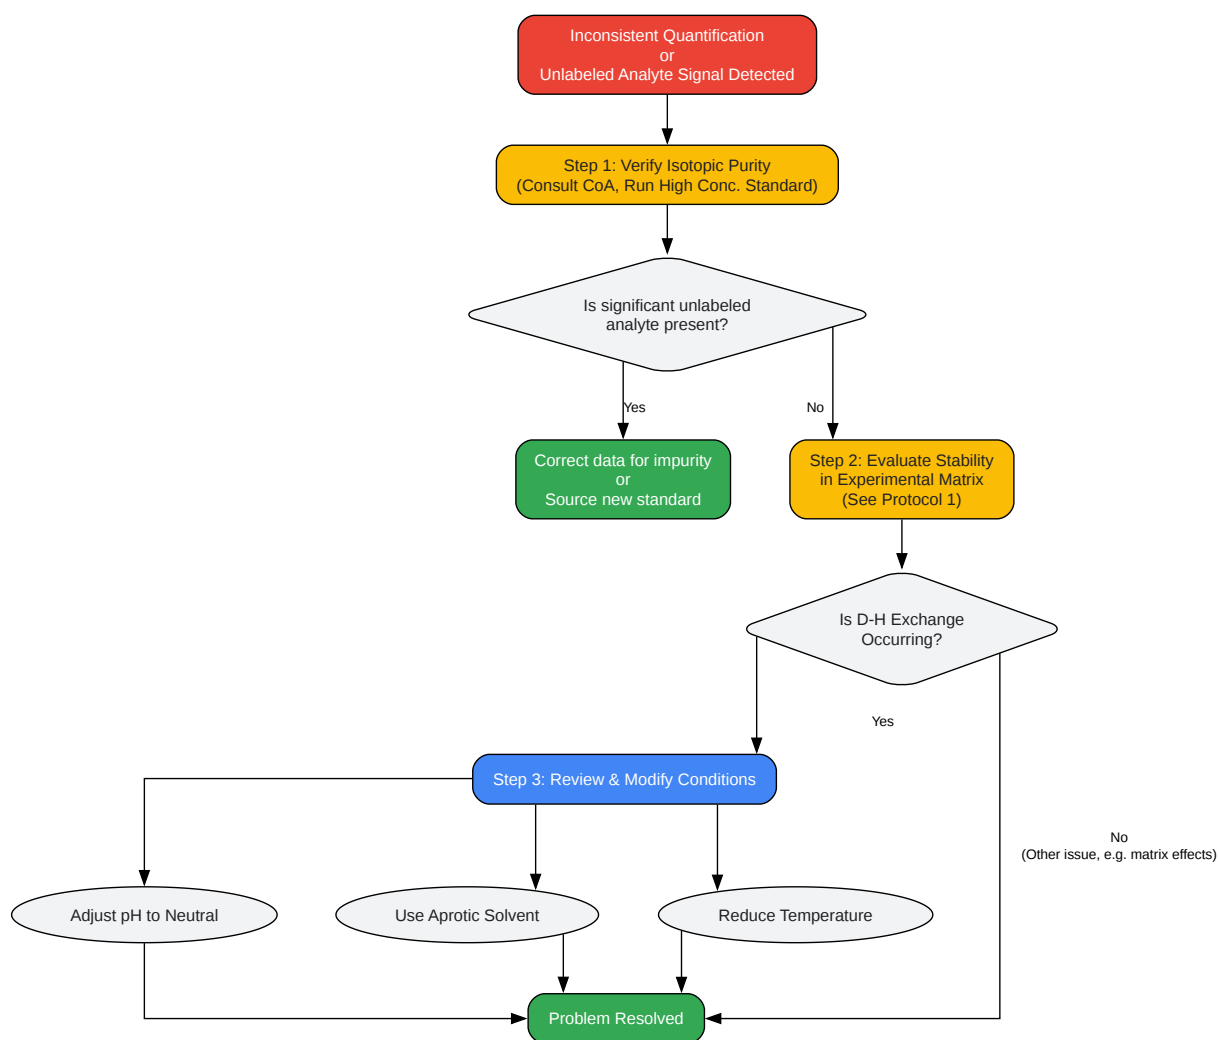 Inconsistent Quantification
or
Unlabeled Analyte Signal Detected
Step 1: Verify Isotopic Purity
(Consult CoA, Run High Conc. Standard)
Is significant unlabeled
analyte present?
Yes
No
Correct data for impurity
or
Source new standard
Step 2: Evaluate Stability
in Experimental Matrix
(See Protocol 1)
Is D-H Exchange
Occurring?
Yes
Step 3: Review & Modify Conditions
No
(Other issue, e.g. matrix effects)
Adjust pH to Neutral
Use Aprotic Solvent
Reduce Temperature
Problem Resolved